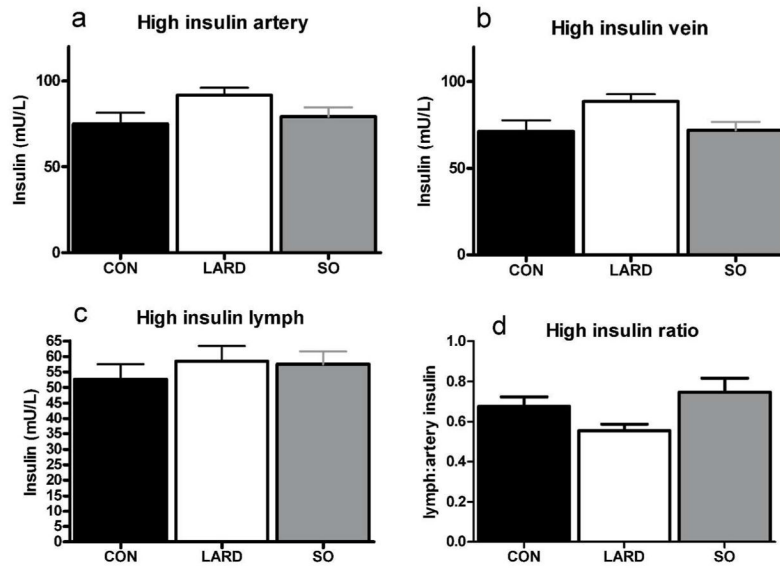 a
High insulin artery
Insulin (mU/L)
100
50
0
CON LARD SO
b
High insulin vein
Insulin (mU/L)
100
50
0
CON LARD SO
c
High insulin lymph
Insulin (mU/L)
65
60
55
50
45
40
35
30
25
20
15
10
5
0
CON LARD SO
d
High insulin ratio
lymph:artery insulin
1.0
0.8
0.6
0.4
0.2
0.0
CON LARD SO